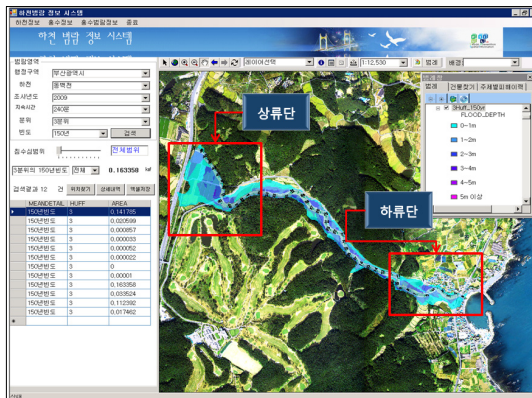 하천범람 정보 시스템
하천정보 홍수정보 홍수범람정보 종료
하천 범람 정보 시스템
범람영역
행정구역 부산광역시
하천 동백천
조사년도 2009
지속시간 240분
분위 3분위
빈도 150년 검색
침수심범위 전체범위
3분위의 150년빈도 전체 0.163358 ㎢
검색결과 12 건 위치찾기 상세내역 엑셀저장
MEANDETAIL HUFF AREA
150년빈도 3 0,141785
150년빈도 3 0,020599
150년빈도 3 0,000857
150년빈도 3 0,000033
150년빈도 3 0,000052
150년빈도 3 0,000022
150년빈도 3 0
150년빈도 3 0,00001
150년빈도 3 0,163358
150년빈도 3 0,033524
150년빈도 3 0,112392
150년빈도 3 0,017462
레이어선택 1:12,530 범례 배경:
상류단
하류단
범례창
범례 건물찾기 주제별피해이력
3Huff_150yr
FLOOD_DEPTH
0~1m
1~2m
2~3m
3~4m
4~5m
5m 이상